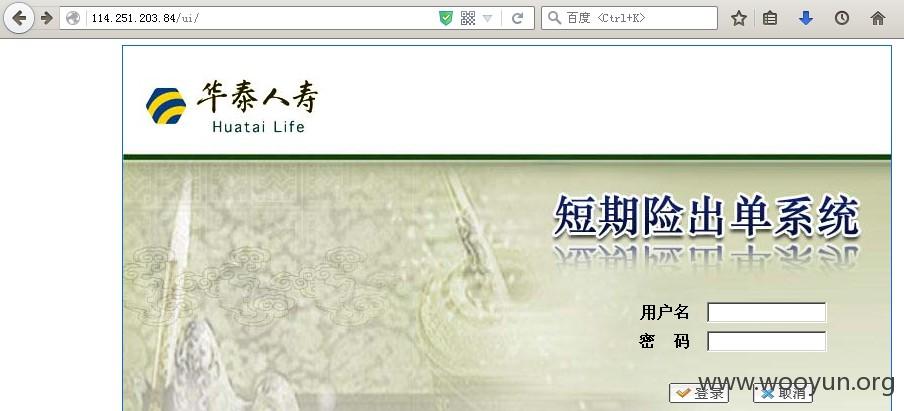 114.251.203.84/ui/
百度 <Ctrl+K>
华泰人寿
Huatai Life
短期险出单系统
用户名
密 码
登录 取消
www.wooyun.org